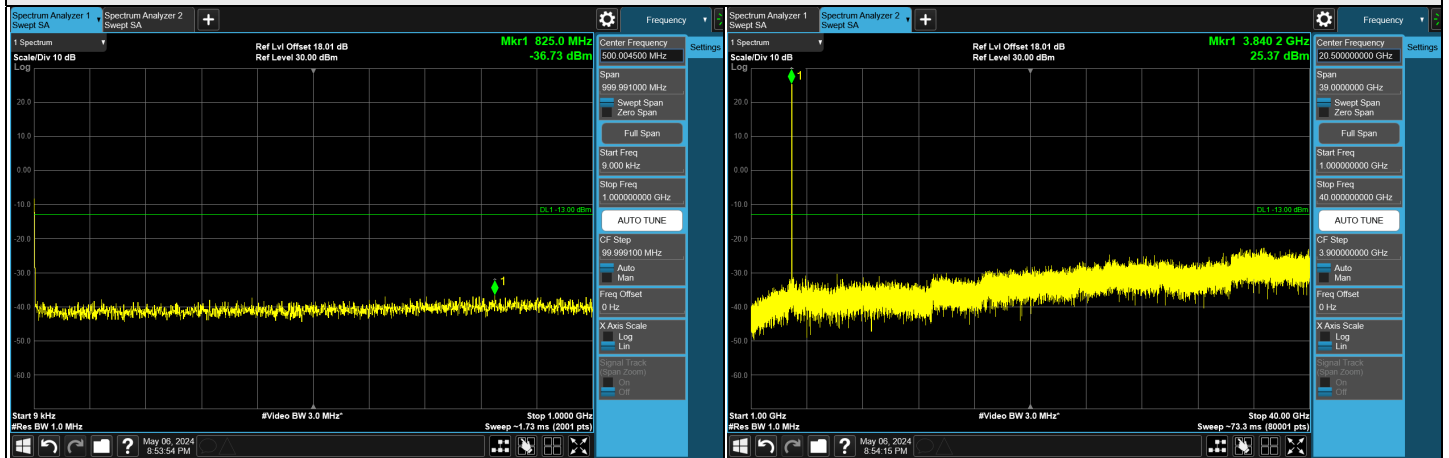 Spectrum Analyzer 1
Swept SA
Spectrum Analyzer 2
Swept SA
+
Frequency
1 Spectrum
Scale/Div 10 dB
Log
Ref Lvl Offset 18.01 dB
Ref Level 30.00 dBm
Mkr1 825.0 MHz
-36.73 dBm
20.0
10.0
0.00
-10.0
-20.0
-30.0
-40.0
-50.0
-60.0
DL1 -13.00 dBm
1
Start 9 kHz
#Res BW 1.0 MHz
#Video BW 3.0 MHz*
Stop 1.0000 GHz
Sweep ~1.73 ms (2001 pts)
?
May 06, 2024
8:53:54 PM
Center Frequency
500.004500 MHz
Settings
Span
999.991000 MHz
Swept Span
Zero Span
Full Span
Start Freq
9.000 kHz
Stop Freq
1.000000000 GHz
AUTO TUNE
CF Step
99.999100 MHz
Auto
Man
Freq Offset
0 Hz
X Axis Scale
Log
Lin
Signal Track
(Span Zoom)
On
Off
Spectrum Analyzer 1
Swept SA
Spectrum Analyzer 2
Swept SA
+
Frequency
1 Spectrum
Scale/Div 10 dB
Log
Ref Lvl Offset 18.01 dB
Ref Level 30.00 dBm
Mkr1 3.840 2 GHz
25.37 dBm
20.0
10.0
0.00
-10.0
-20.0
-30.0
-40.0
-50.0
-60.0
DL1 -13.00 dBm
1
Start 1.00 GHz
#Res BW 1.0 MHz
#Video BW 3.0 MHz*
Stop 40.00 GHz
Sweep ~73.3 ms (80001 pts)
?
May 06, 2024
8:54:15 PM
Center Frequency
20.500000000 GHz
Settings
Span
39.0000000 GHz
Swept Span
Zero Span
Full Span
Start Freq
1.000000000 GHz
Stop Freq
40.000000000 GHz
AUTO TUNE
CF Step
3.900000000 GHz
Auto
Man
Freq Offset
0 Hz
X Axis Scale
Log
Lin
Signal Track
(Span Zoom)
On
Off